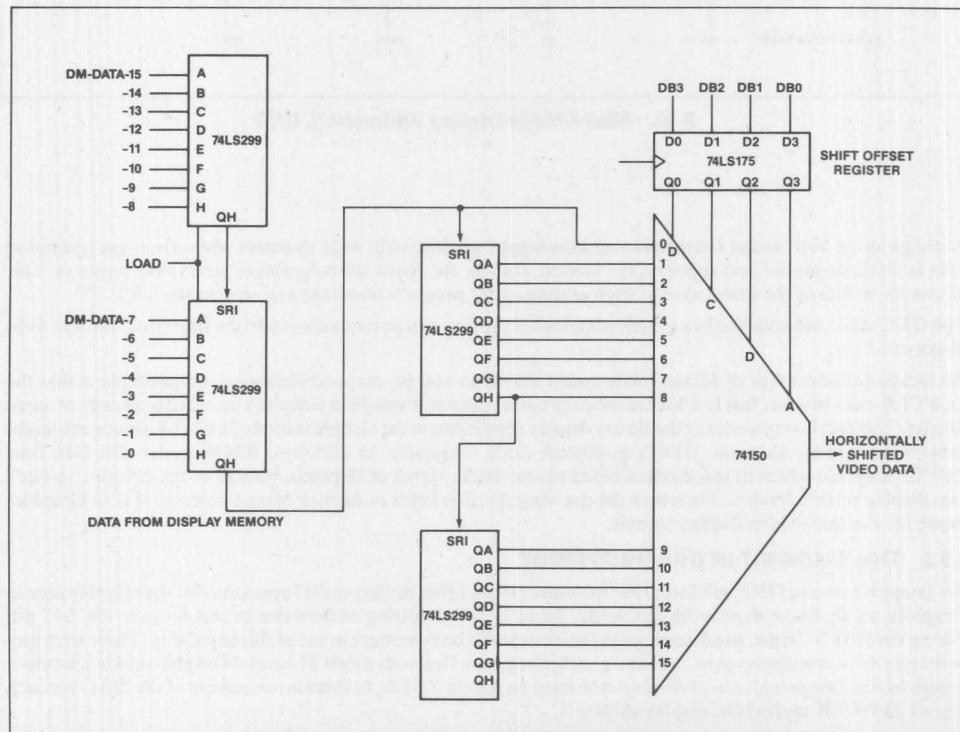 DM-DATA-15
-14
-13
-12
-11
-10
-9
-8
A
B
C
D
E
F
G
H
74LS299
QH
LOAD
SRI
DM-DATA-7
-6
-5
-4
-3
-2
-1
-0
A
B
C
D
E
F
G
H
74LS299
QH
DATA FROM DISPLAY MEMORY
SRI
QA
QB
QC
QD
QE
QF
QG
QH
74LS299
SRI
QA
QB
QC
QD
QE
QF
QG
QH
74LS299
DB3 DB2 DB1 DB0
D0 D1 D2 D3
74LS175
Q0 Q1 Q2 Q3
SHIFT OFFSET
REGISTER
0
1
2
3
4
5
6
7
8
9
10
11
12
13
14
15
C
D
A
74150
HORIZONTALLY
SHIFTED
VIDEO DATA